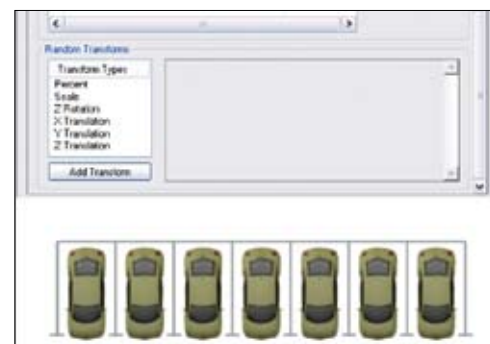 Random Transforms
Transform Types
Percent
Scale
Z Rotation
X Translation
Y Translation
Z Translation
Add Transform